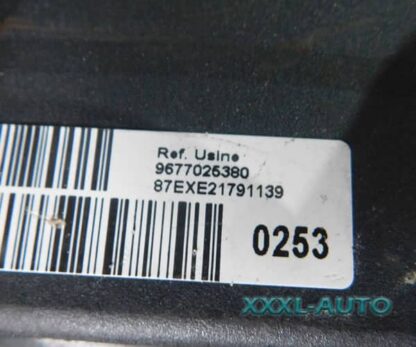 Ref. Usine
9677025380
87EXE21791139
0253
XXXL-AUTO